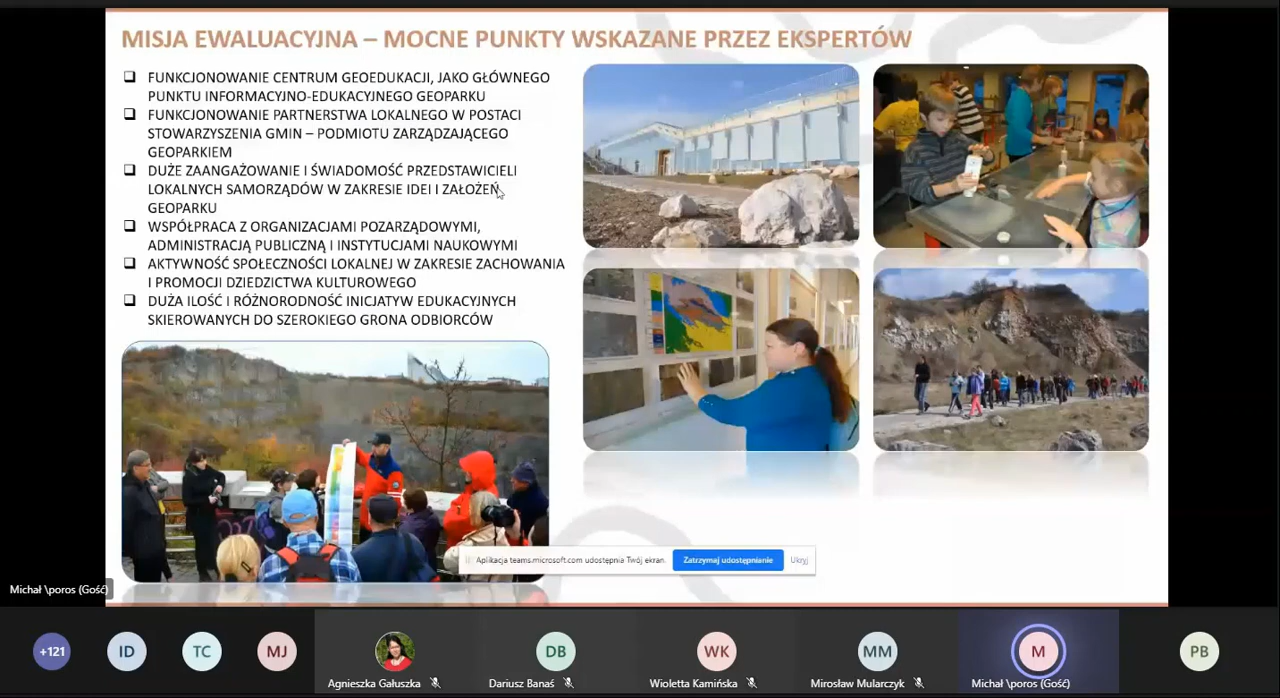 MISJA EWALUACYJNA – MOCNE PUNKTY WSKAZANE PRZEZ EKSPERTÓW
FUNKCJONOWANIE CENTRUM GEOEDUKACJI, JAKO GŁÓWNEGO
PUNKTU INFORMACYJNO-EDUKACYJNEGO GEOPARKU
FUNKCJONOWANIE PARTNERSTWA LOKALNEGO W POSTACI
STOWARZYSZENIA GMIN – PODMIOTU ZARZĄDZAJĄCEGO
GEOPARKIEM
DUŻE ZAANGAŻOWANIE I ŚWIADOMOŚĆ PRZEDSTAWICIELI
LOKALNYCH SAMORZĄDÓW W ZAKRESIE IDEI I ZAŁOŻEŃ
GEOPARKU
WSPÓŁPRACA Z ORGANIZACJAMI POZARZĄDOWYMI,
ADMINISTRACJĄ PUBLICZNĄ I INSTYTUCJAMI NAUKOWYMI
AKTYWNOŚĆ SPOŁECZNOŚCI LOKALNEJ W ZAKRESIE ZACHOWANIA
I PROMOCJI DZIEDZICTWA KULTUROWEGO
DUŻA ILOŚĆ I RÓŻNORODNOŚĆ INICJATYW EDUKACYJNYCH
SKIEROWANYCH DO SZEROKIEGO GRONA ODBIORCÓW
Aplikacja teams.microsoft.com udostępnia Twój ekran. Zatrzymaj udostępnianie Ukryj
Michał \poros (Gość)
+121 ID TC MJ DB WK MM M PB
Agnieszka Gałuszka Dariusz Banaś Wioletta Kamińska Mirosław Mularczyk Michał \poros (Gość)